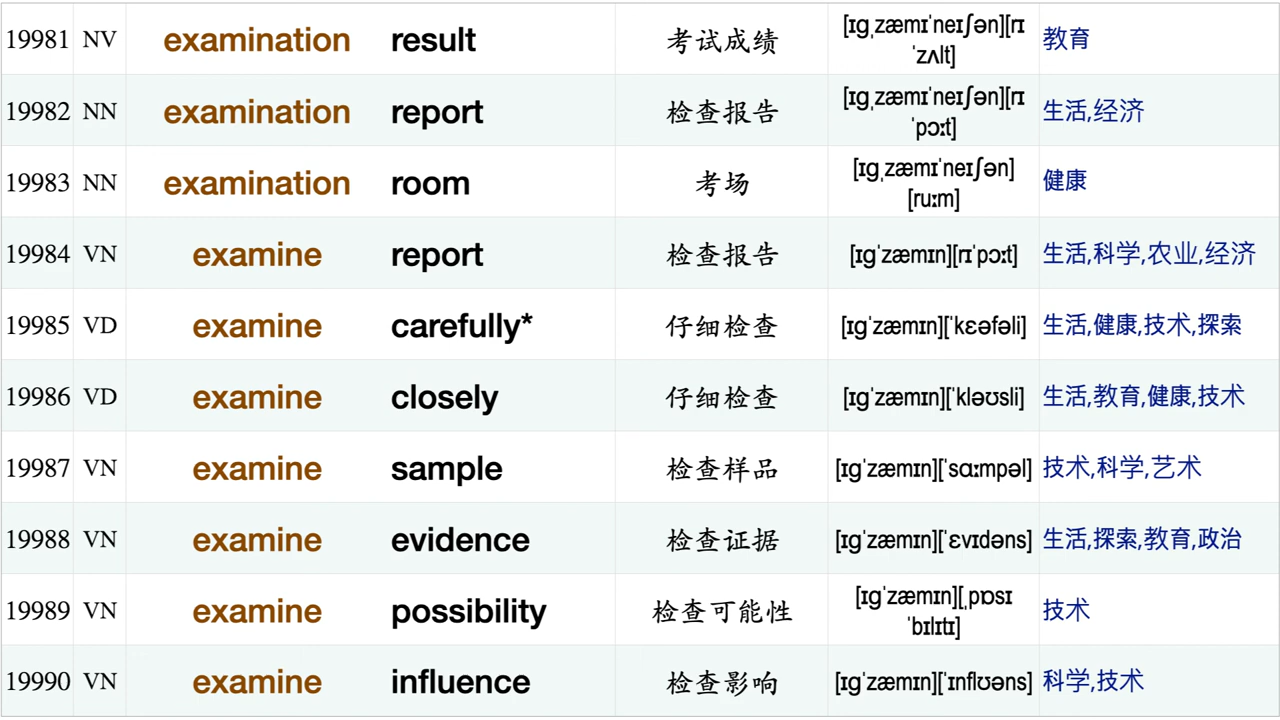 19981 NV examination result 考试成绩 [ɪɡˌzæmɪˈneɪʃən][rɪ
ˈzʌlt] 教育
19982 NN examination report 检查报告 [ɪɡˌzæmɪˈneɪʃən][rɪ
ˈpɔːt] 生活,经济
19983 NN examination room 考场 [ɪɡˌzæmɪˈneɪʃən]
[ruːm] 健康
19984 VN examine report 检查报告 [ɪɡˈzæmɪn][rɪˈpɔːt] 生活,科学,农业,经济
19985 VD examine carefully* 仔细检查 [ɪɡˈzæmɪn][ˈkɛəfəli] 生活,健康,技术,探索
19986 VD examine closely 仔细检查 [ɪɡˈzæmɪn][ˈkləʊsli] 生活,教育,健康,技术
19987 VN examine sample 检查样品 [ɪɡˈzæmɪn][ˈsɑːmpəl] 技术,科学,艺术
19988 VN examine evidence 检查证据 [ɪɡˈzæmɪn][ˈɛvɪdəns] 生活,探索,教育,政治
19989 VN examine possibility 检查可能性 [ɪɡˈzæmɪn][ˌpɒsɪ
ˈbɪlɪtɪ] 技术
19990 VN examine influence 检查影响 [ɪɡˈzæmɪn][ˈɪnflʊəns] 科学,技术